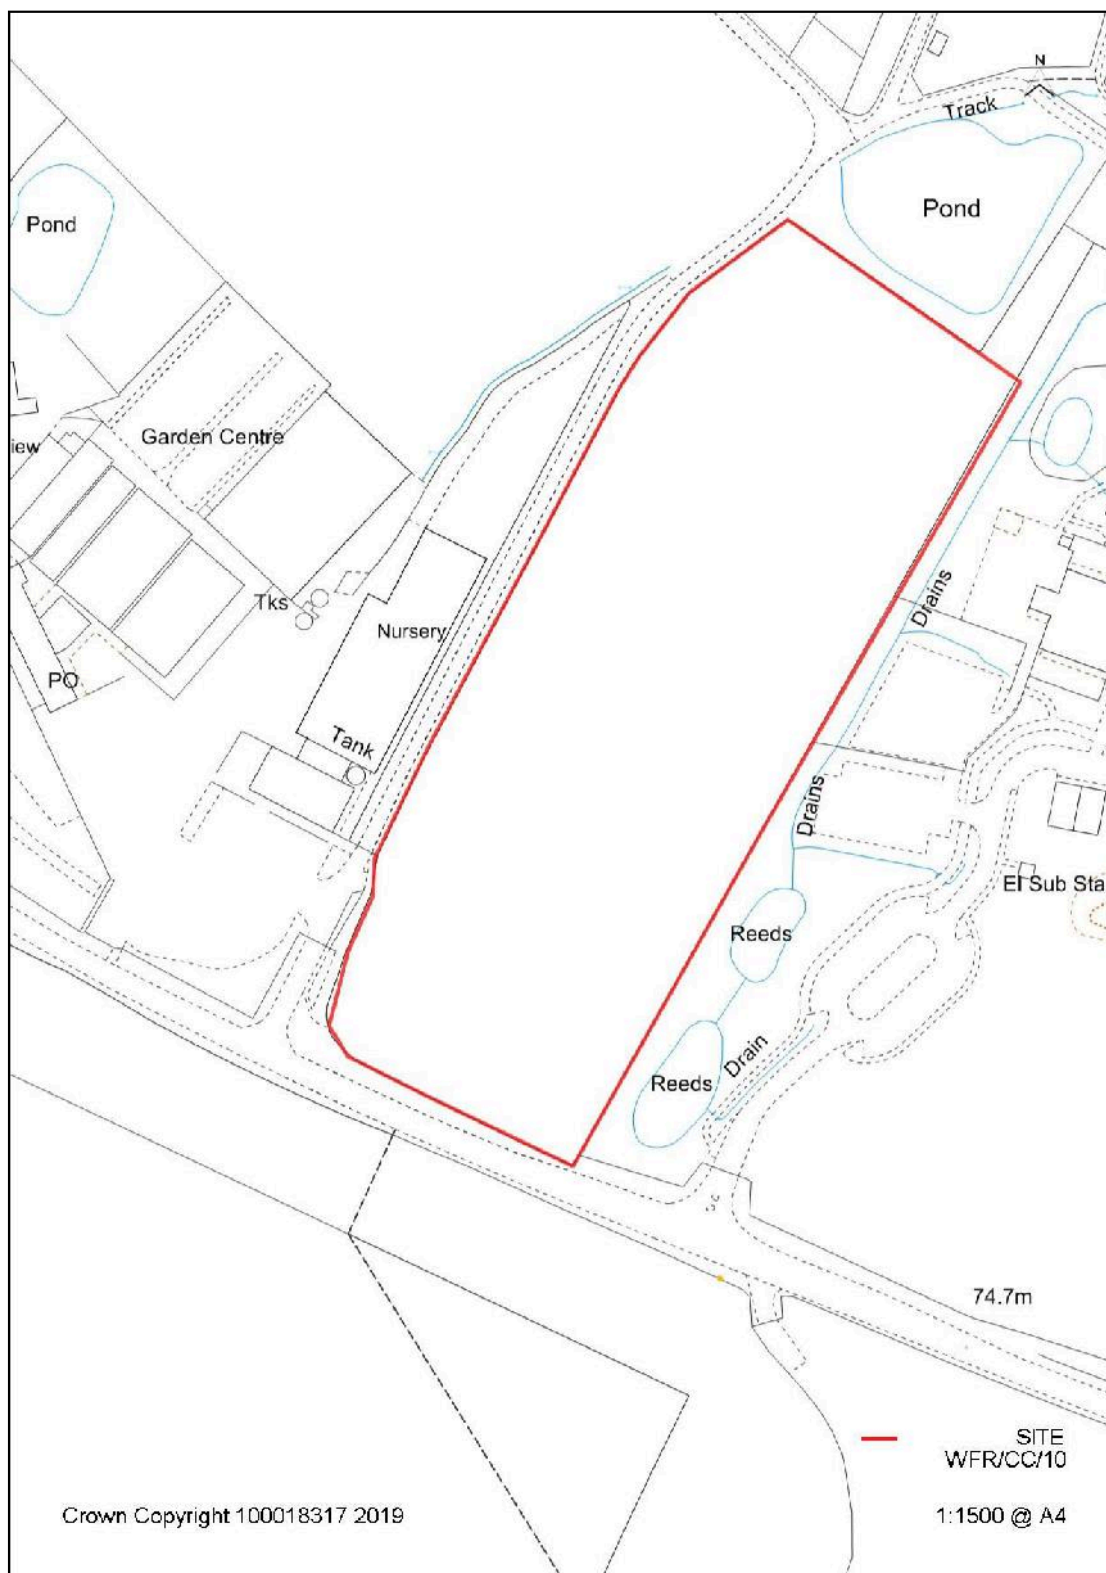 N
Track
Pond
Pond
Garden Centre
iew
Tks
Nursery
Drains
PO
Tank
Drains
El Sub Sta
Reeds
Drain
Reeds
74.7m
SITE
WFR/CC/10
Crown Copyright 100018317 2019
1:1500 @ A4